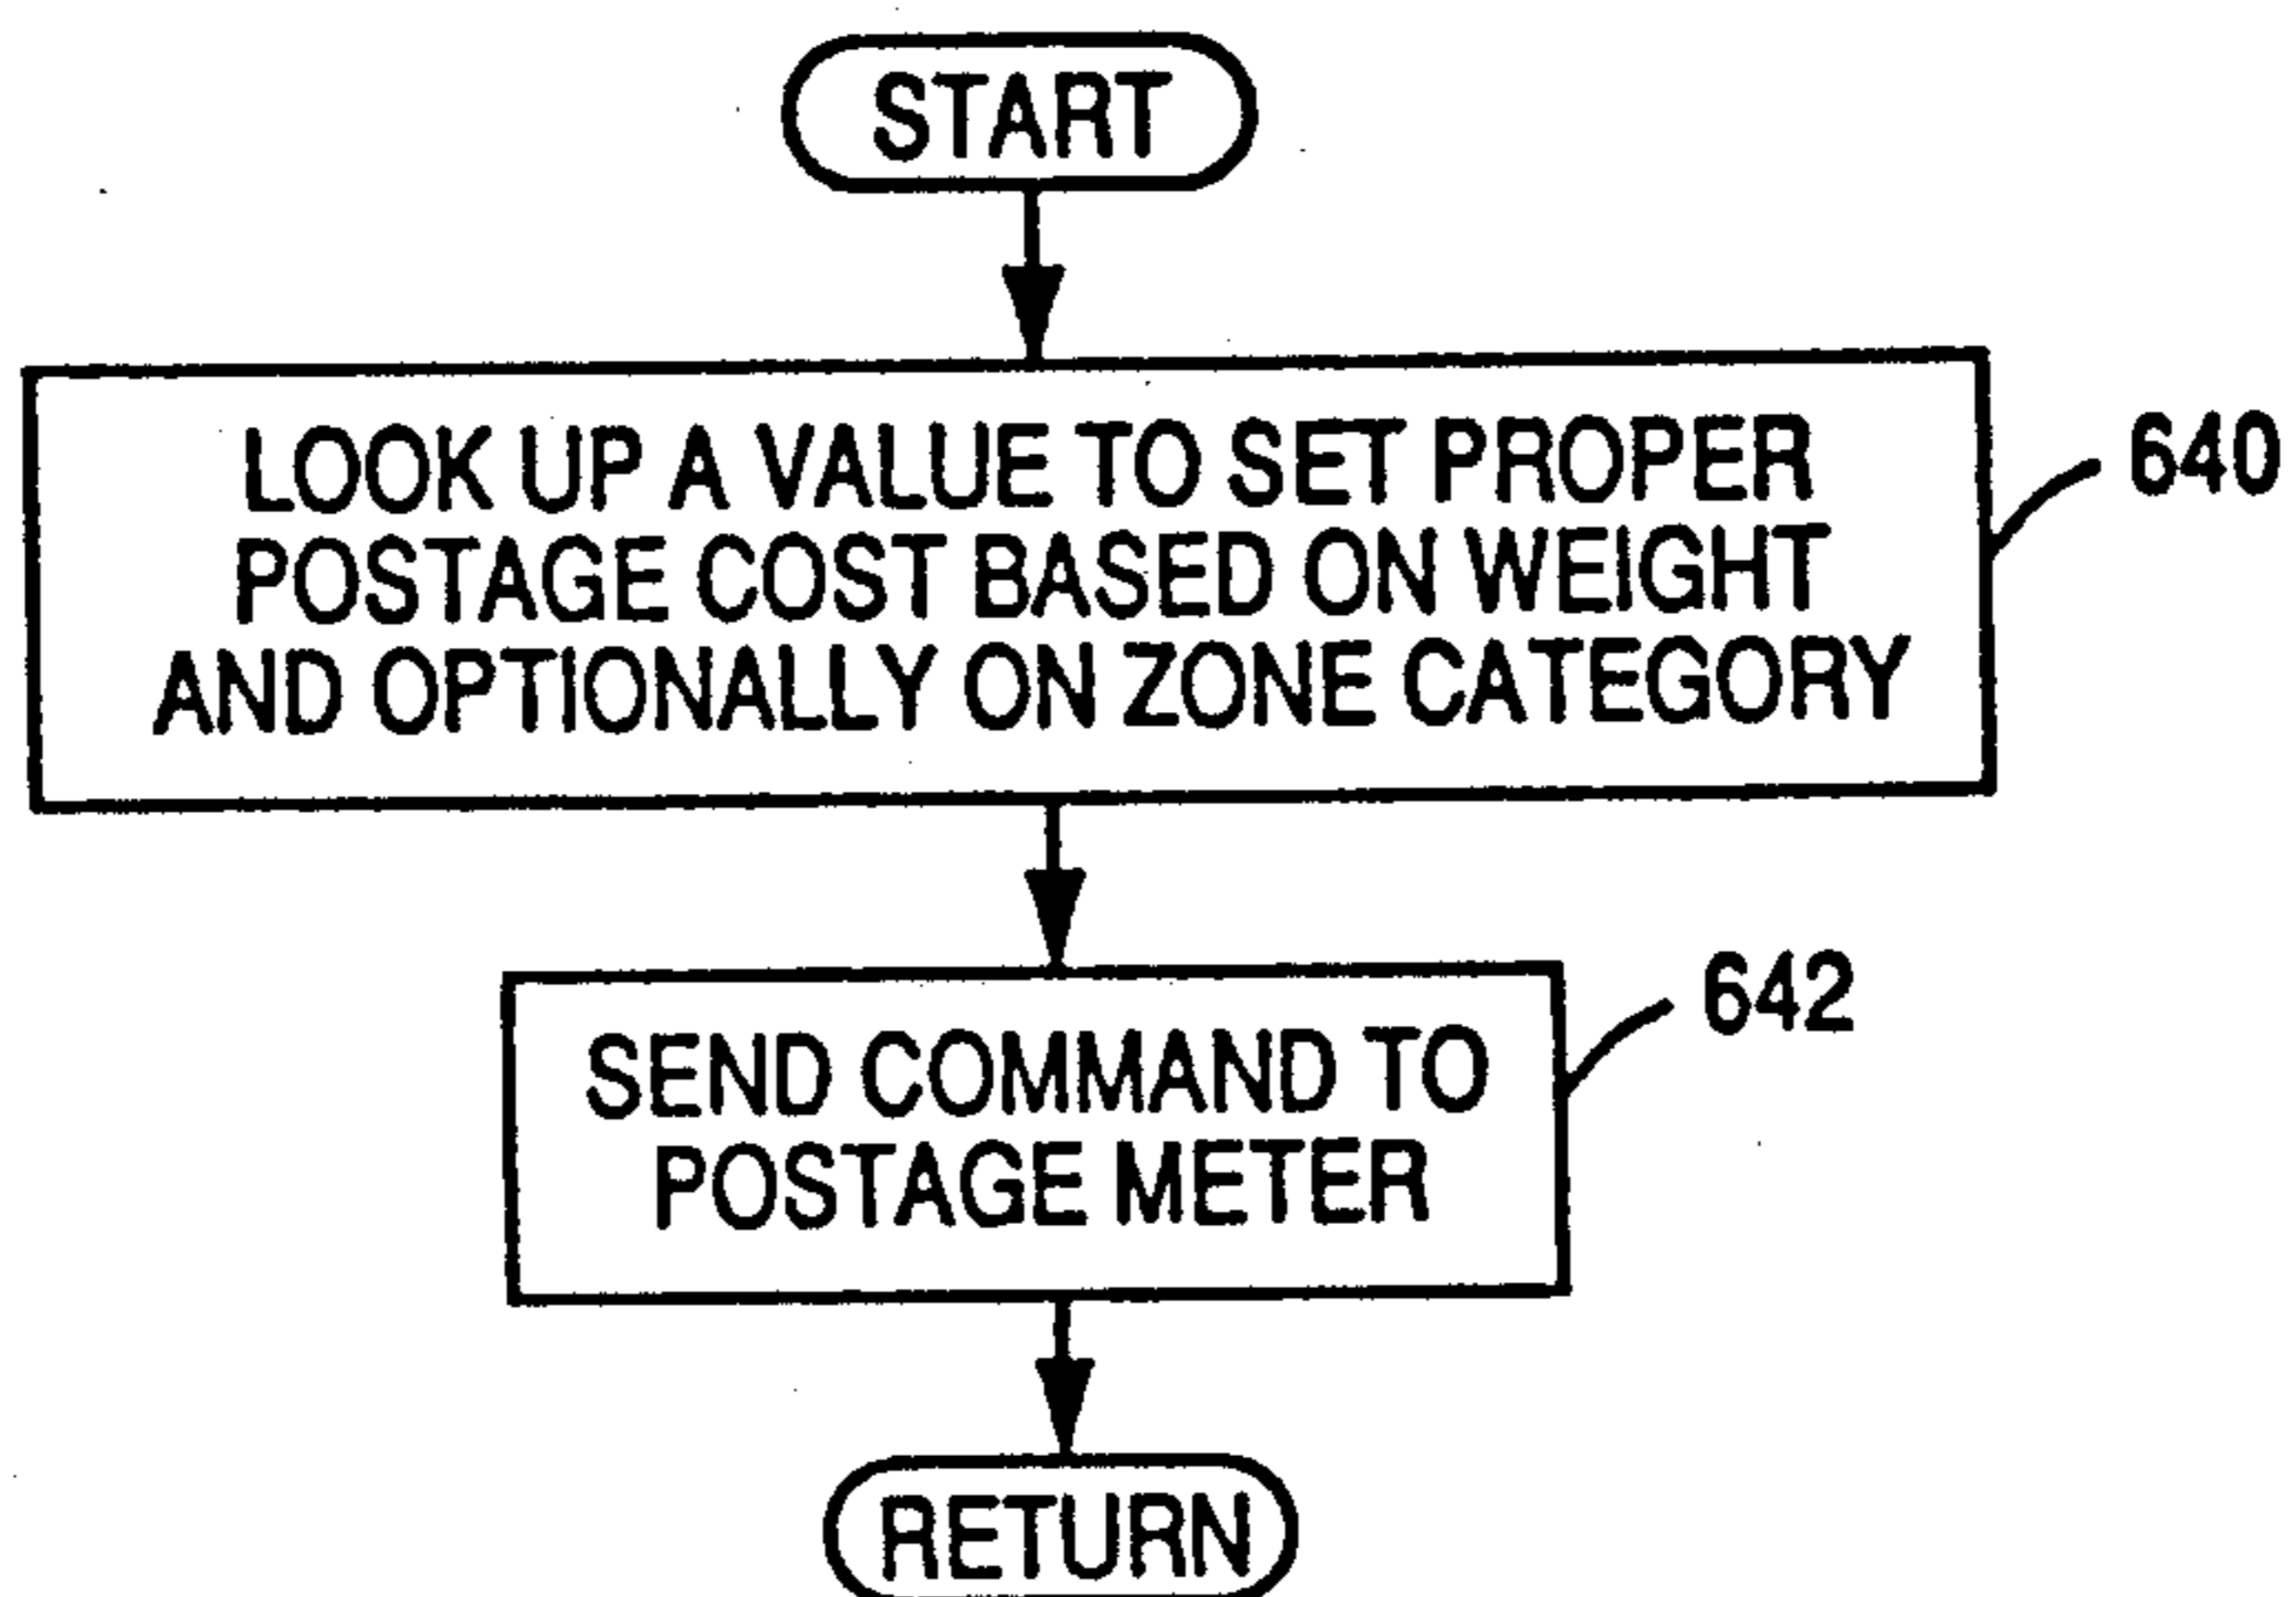 START
LOOK UP A VALUE TO SET PROPER
POSTAGE COST BASED ON WEIGHT
AND OPTIONALLY ON ZONE CATEGORY
640
SEND COMMAND TO
POSTAGE METER
642
RETURN